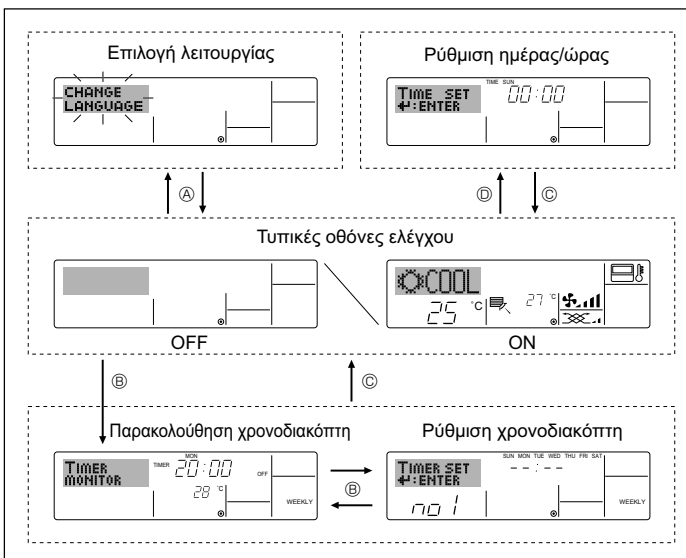 Επιλογή λειτουργίας
CHANGE
LANGUAGE
Ρύθμιση ημέρας/ώρας
TIME SUN
TIME SET 00:00
↵:ENTER
Ⓐ
Ⓓ
Ⓒ
Τυπικές οθόνες ελέγχου
COOL
25 °C
27 °C
OFF
ON
Ⓑ
Ⓒ
Παρακολούθηση χρονοδιακόπτη
MON
TIMER
MONITOR
TIMER 20:00 OFF
28 °C
WEEKLY
Ⓑ
Ρύθμιση χρονοδιακόπτη
SUN MON TUE WED THU FRI SAT
TIMER SET --:--
↵:ENTER
no 1
WEEKLY